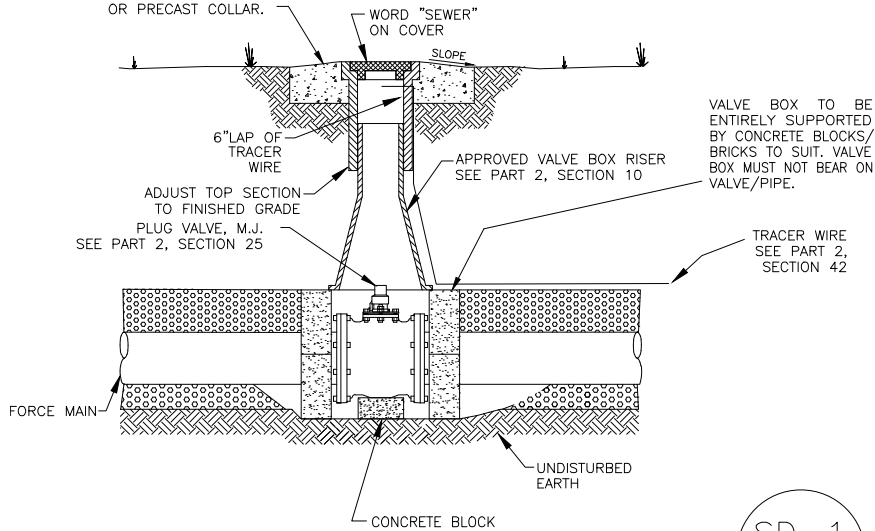 OR PRECAST COLLAR.
WORD "SEWER"
ON COVER
SLOPE
6"LAP OF
TRACER
WIRE
ADJUST TOP SECTION
TO FINISHED GRADE
PLUG VALVE, M.J.
SEE PART 2, SECTION 25
APPROVED VALVE BOX RISER
SEE PART 2, SECTION 10
VALVE BOX TO BE
ENTIRELY SUPPORTED
BY CONCRETE BLOCKS/
BRICKS TO SUIT. VALVE
BOX MUST NOT BEAR ON
VALVE/PIPE.
TRACER WIRE
SEE PART 2,
SECTION 42
FORCE MAIN
UNDISTURBED
EARTH
CONCRETE BLOCK